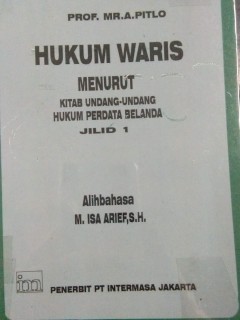 PROF. MR.A.PITLO
HUKUM WARIS
MENURUT
KITAB UNDANG-UNDANG
HUKUM PERDATA BELANDA
JILID 1
Alihbahasa
M. ISA ARIEF,S.H.
im
PENERBIT PT INTERMASA JAKARTA